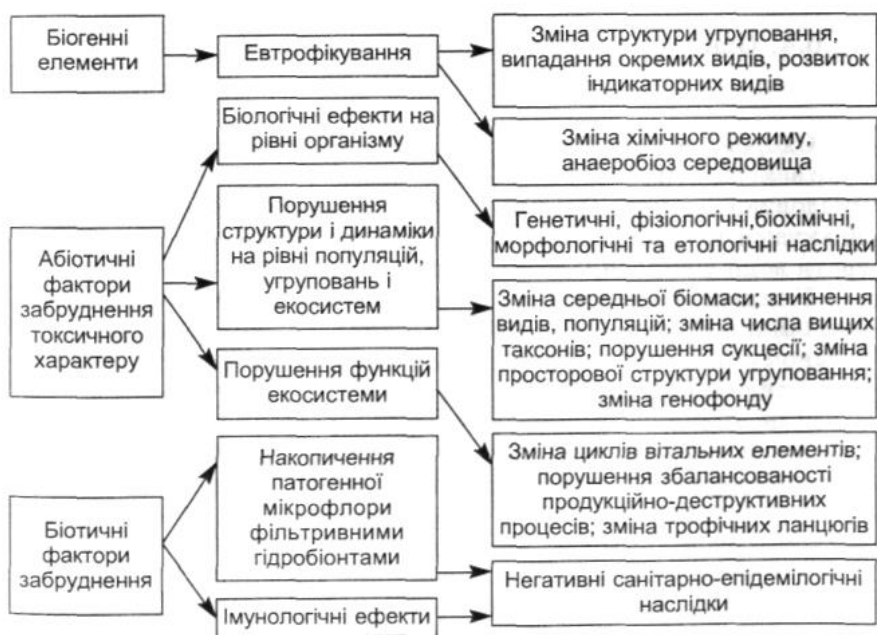 Біогенні
елементи
Евтрофікування
Зміна структури угруповання,
випадання окремих видів, розвиток
індикаторних видів
Зміна хімічного режиму,
анаеробіоз середовища
Абіотичні
фактори
забруднення
токсичного
характеру
Біологічні ефекти на
рівні організму
Генетичні, фізіологічні,біохімічні,
морфологічні та етологічні наслідки
Порушення
структури і динаміки
на рівні популяцій,
угруповань і
екосистем
Зміна середньої біомаси; зникнення
видів, популяцій; зміна числа вищих
таксонів; порушення сукцесії; зміна
просторової структури угруповання;
зміна генофонду
Порушення функцій
екосистеми
Зміна циклів вітальних елементів;
порушення збалансованості
продукційно-деструктивних
процесів; зміна трофічних ланцюгів
Біотичні
фактори
забруднення
Накопичення
патогенної
мікрофлори
фільтривними
гідробіонтами
Імунологічні ефекти
Негативні санітарно-епідемілогічні
наслідки